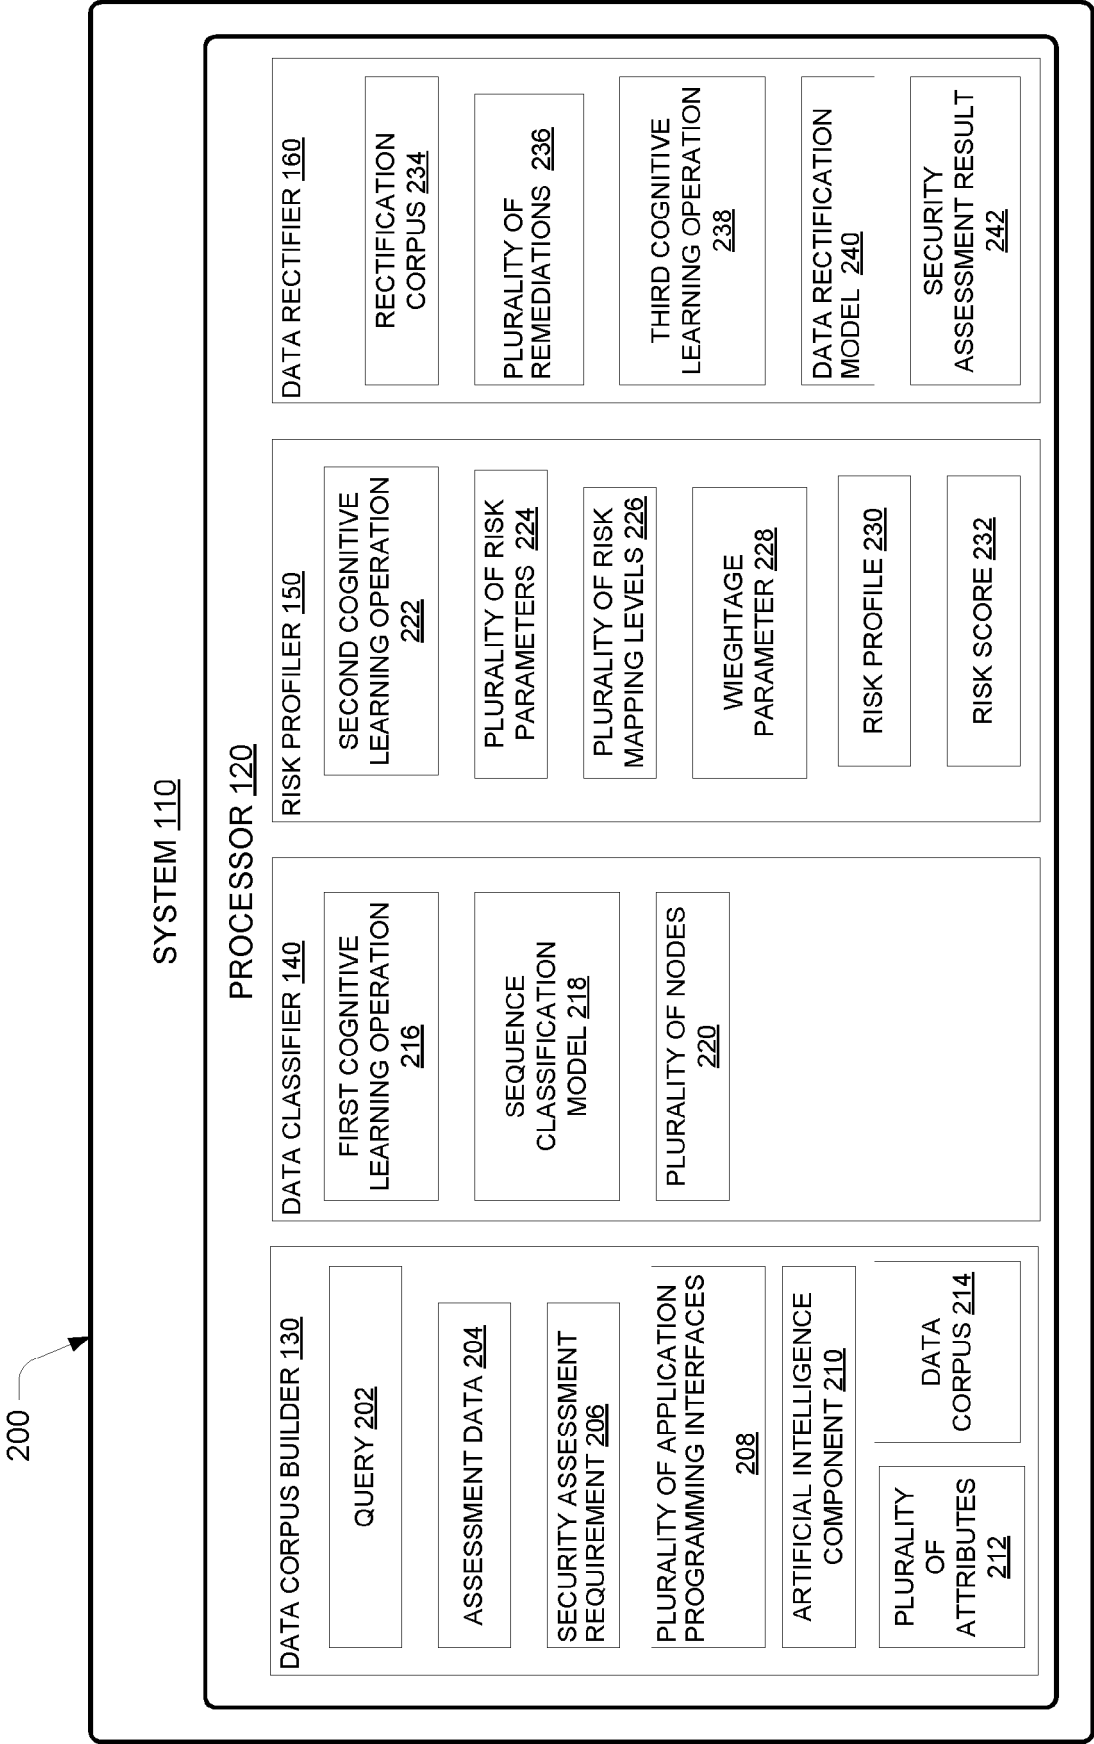 200
SYSTEM 110
PROCESSOR 120
DATA CORPUS BUILDER 130
QUERY 202
ASSESSMENT DATA 204
SECURITY ASSESSMENT
REQUIREMENT 206
PLURALITY OF APPLICATION
PROGRAMMING INTERFACES
208
ARTIFICIAL INTELLIGENCE
COMPONENT 210
PLURALITY
OF
ATTRIBUTES
212
DATA
CORPUS 214
DATA CLASSIFIER 140
FIRST COGNITIVE
LEARNING OPERATION
216
SEQUENCE
CLASSIFICATION
MODEL 218
PLURALITY OF NODES
220
RISK PROFILER 150
SECOND COGNITIVE
LEARNING OPERATION
222
PLURALITY OF RISK
PARAMETERS 224
PLURALITY OF RISK
MAPPING LEVELS 226
WIEGHTAGE
PARAMETER 228
RISK PROFILE 230
RISK SCORE 232
DATA RECTIFIER 160
RECTIFICATION
CORPUS 234
PLURALITY OF
REMEDIATIONS 236
THIRD COGNITIVE
LEARNING OPERATION
238
DATA RECTIFICATION
MODEL 240
SECURITY
ASSESSMENT RESULT
242